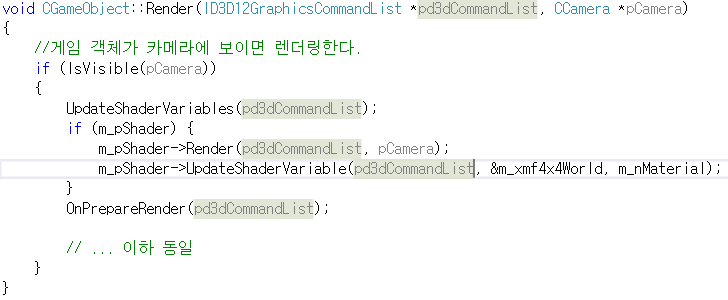 void CGameObject::Render(ID3D12GraphicsCommandList *pd3dCommandList, CCamera *pCamera)
{
//게임 객체가 카메라에 보이면 렌더링한다.
if (IsVisible(pCamera))
{
UpdateShaderVariables(pd3dCommandList);
if (m_pShader) {
m_pShader->Render(pd3dCommandList, pCamera);
m_pShader->UpdateShaderVariable(pd3dCommandList, &m_xmf4x4World, m_nMaterial);
}
OnPrepareRender(pd3dCommandList);
// ... 이하 동일
}
}